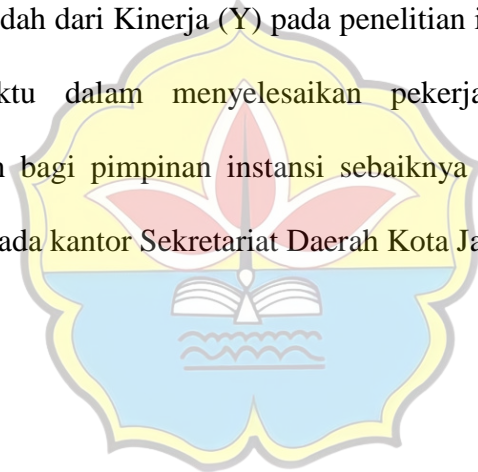 dah dari Kinerja (Y) pada penelitian i
ktu dalam menyelesaikan pekerja
n bagi pimpinan instansi sebaiknya
ada kantor Sekretariat Daerah Kota Ja